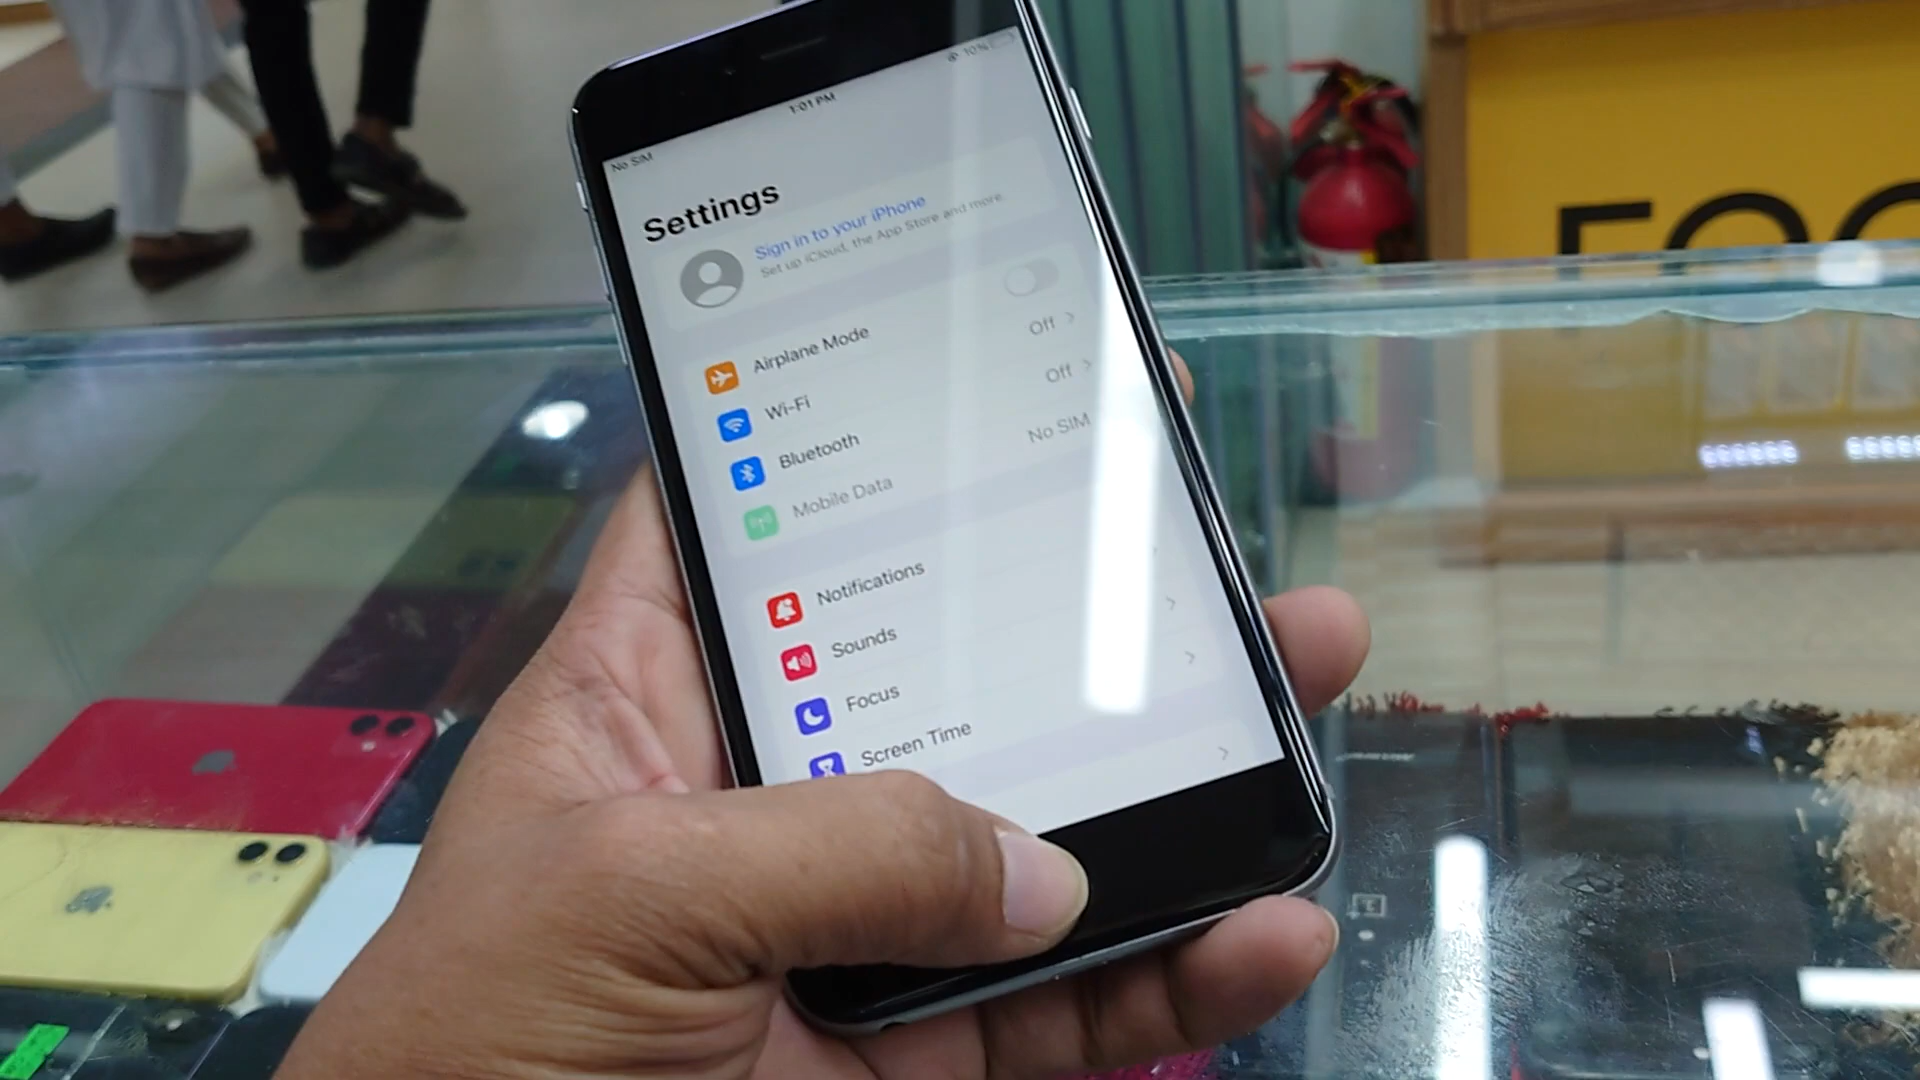 No SIM
1:01 PM
10%
Settings
Sign in to your iPhone
Set up iCloud, the App Store and more.
Airplane Mode
Wi-Fi Off
Bluetooth Off
Mobile Data No SIM
Notifications
Sounds
Focus
Screen Time